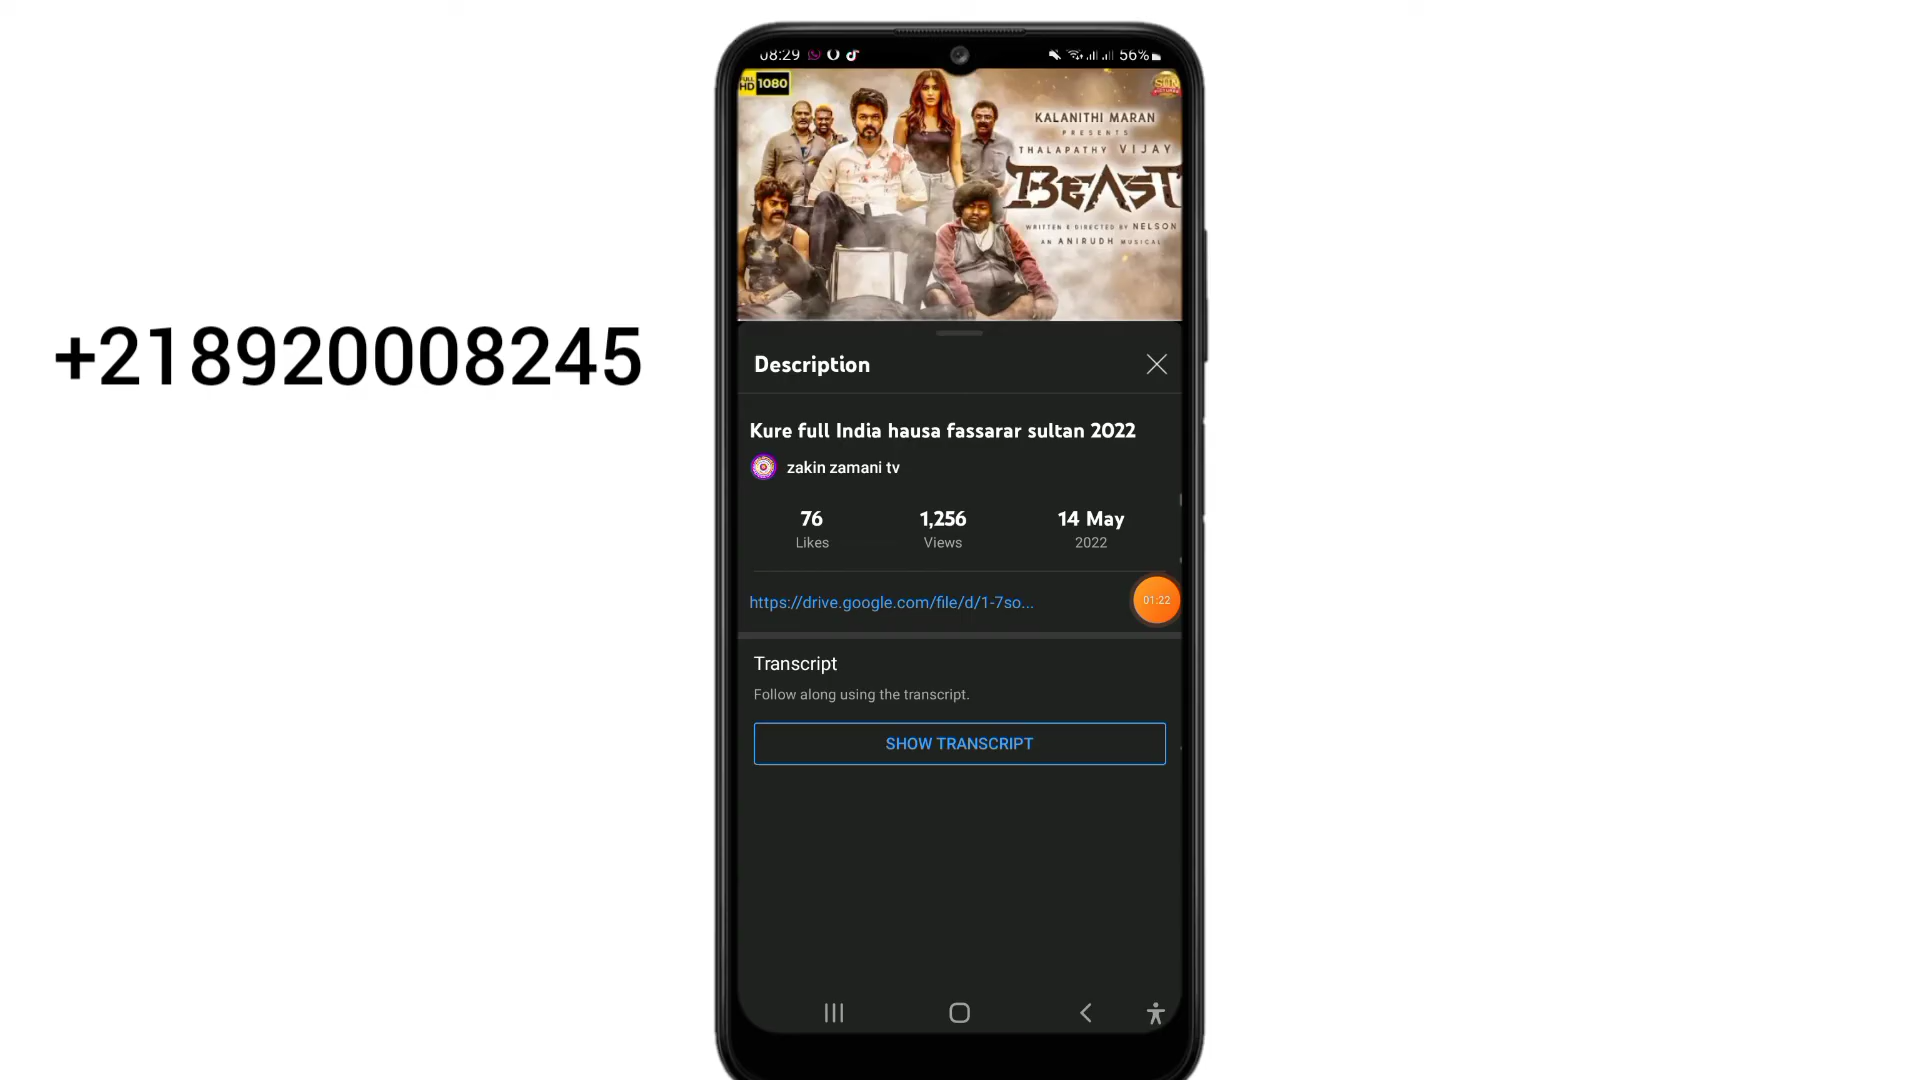 +218920008245
08:29
56%
FULL HD 1080
SUN
KALANITHI MARAN
PRESENTS
THALAPATHY VIJAY
BEAST
WRITTEN & DIRECTED BY NELSON
AN ANIRUDH MUSICAL
Description
Kure full India hausa fassarar sultan 2022
zakin zamani tv
76
1,256
14 May
Likes
Views
2022
https://drive.google.com/file/d/1-7so...
01:22
Transcript
Follow along using the transcript.
SHOW TRANSCRIPT